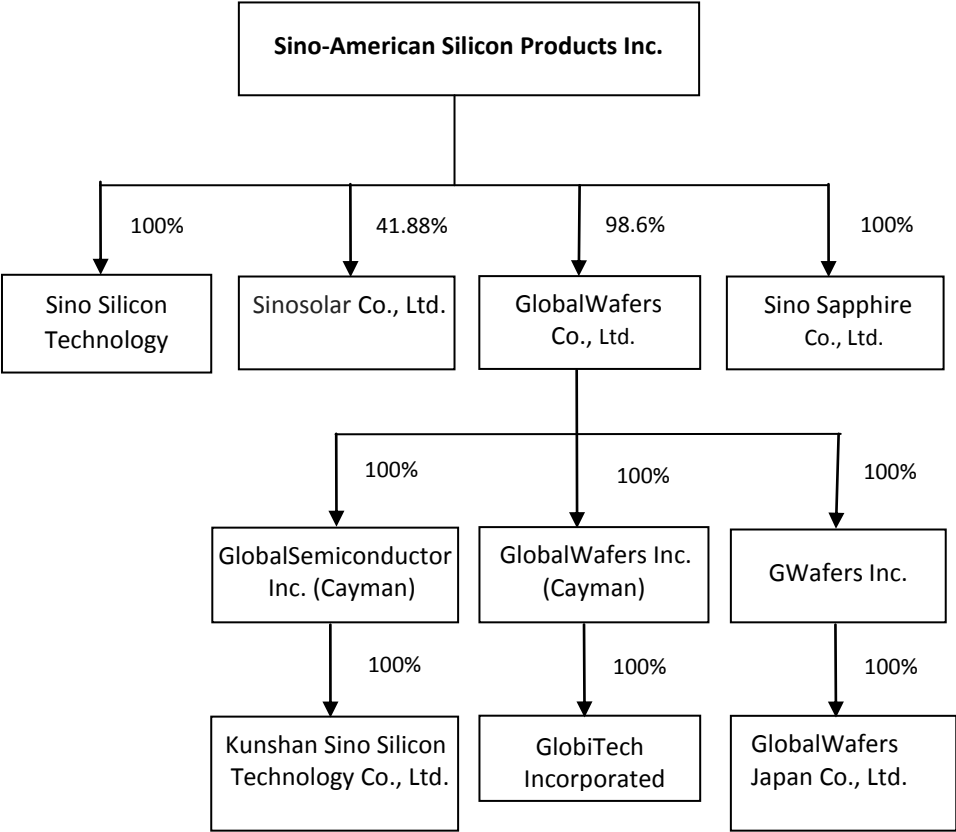 Sino-American Silicon Products Inc.
100%
41.88%
98.6%
100%
Sino Silicon
Technology
Sinosolar Co., Ltd.
GlobalWafers
Co., Ltd.
Sino Sapphire
Co., Ltd.
100%
100%
100%
GlobalSemiconductor
Inc. (Cayman)
GlobalWafers Inc.
(Cayman)
GWafers Inc.
100%
100%
100%
Kunshan Sino Silicon
Technology Co., Ltd.
GlobiTech
Incorporated
GlobalWafers
Japan Co., Ltd.